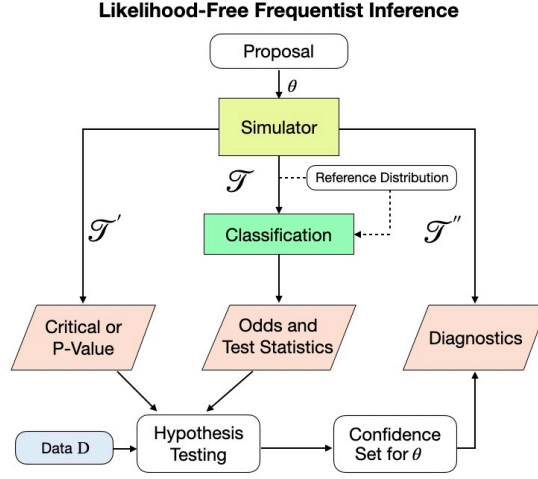 Likelihood-Free Frequentist Inference
Proposal
θ
Simulator
𝒯
Reference Distribution
𝒯′
Classification
𝒯″
Critical or
P-Value
Odds and
Test Statistics
Diagnostics
Data D
Hypothesis
Testing
Confidence
Set for θ